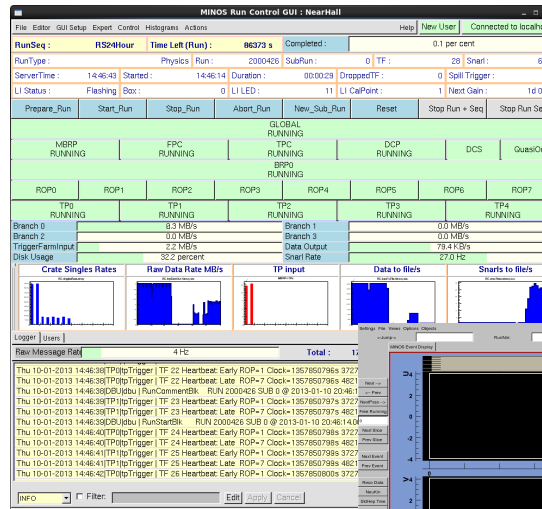 MINOS Run Control GUI : NearHall
File Editor GUI Setup Expert Control Histograms Actions Help New User Connected to localho
RunSeq : RS24Hour Time Left (Run) : 86373 s Completed : 0.1 per cent
RunType : Physics Run : 2000426 SubRun : 0 TF : 28 Snarl : 6
ServerTime : 14:46:43 Started : 14:46:14 Duration : 00:00:29 DroppedTF : 0 Spill Trigger :
LI Status : Flashing Box : 0 LI LED : 11 LI CalPoint : 1 Next Gain : 1d 0
Prepare_Run Start_Run Stop_Run Abort_Run New_Sub_Run Reset Stop Run + Seq Stop Run Se
GLOBAL
RUNNING
MBRP FPC TPC DCP DCS QuasiOn
RUNNING RUNNING RUNNING RUNNING
BRP0
RUNNING
ROP0 ROP1 ROP2 ROP3 ROP4 ROP5 ROP6 ROP7
TP0 TP1 TP2 TP3 TP4
RUNNING RUNNING RUNNING RUNNING RUNNING
Branch 0 8.3 MB/s Branch 1 0.0 MB/s
Branch 2 0.0 MB/s Branch 3 0.0 MB/s
TriggerFarmInput 2.2 MB/s Data Output 79.4 KB/s
Disk Usage 32.2 percent Snarl Rate 27.0 Hz
Crate Singles Rates Raw Data Rate MB/s TP input Data to file/s Snarls to file/s
Settings File Views Options Objects
Logger Users
MINOS Event Display
Raw Message Rate 4 Hz Total : 17
Thu 10-01-2013 14:46:38|TP0|tpTrigger | TF 22 Heartbeat: Early ROP=1 Clock=1357850796s 3727
Thu 10-01-2013 14:46:38|TP0|tpTrigger | TF 22 Heartbeat: Late ROP=7 Clock=1357850796s 4821
Thu 10-01-2013 14:46:38|DBU|dbu | RunCommentBlk RUN 2000426 SUB 0 @ 2013-01-10 20:46:1
Thu 10-01-2013 14:46:39|TP1|tpTrigger | TF 23 Heartbeat: Early ROP=1 Clock=1357850797s 3727
Thu 10-01-2013 14:46:39|TP1|tpTrigger | TF 23 Heartbeat: Late ROP=7 Clock=1357850797s 4821
Thu 10-01-2013 14:46:39|DBU|dbu | RunStartBlk RUN 2000426 SUB 0 @ 2013-01-10 20:46:14.0
Thu 10-01-2013 14:46:40|TP0|tpTrigger | TF 24 Heartbeat: Early ROP=1 Clock=1357850798s 3727
Thu 10-01-2013 14:46:40|TP0|tpTrigger | TF 24 Heartbeat: Late ROP=7 Clock=1357850798s 4821
Thu 10-01-2013 14:46:41|TP1|tpTrigger | TF 25 Heartbeat: Early ROP=1 Clock=1357850799s 3727
Thu 10-01-2013 14:46:41|TP1|tpTrigger | TF 25 Heartbeat: Late ROP=7 Clock=1357850799s 4821
Thu 10-01-2013 14:46:42|TP0|tpTrigger | TF 26 Heartbeat: Early ROP=1 Clock=1357850800s 3727
INFO Filter: Edit Apply Cancel
Next -->
<-- Prev
Free Running
Next Slice
Prev Slice
Next Event
Prev Event
4
2
0
-2
-4
0
4
2